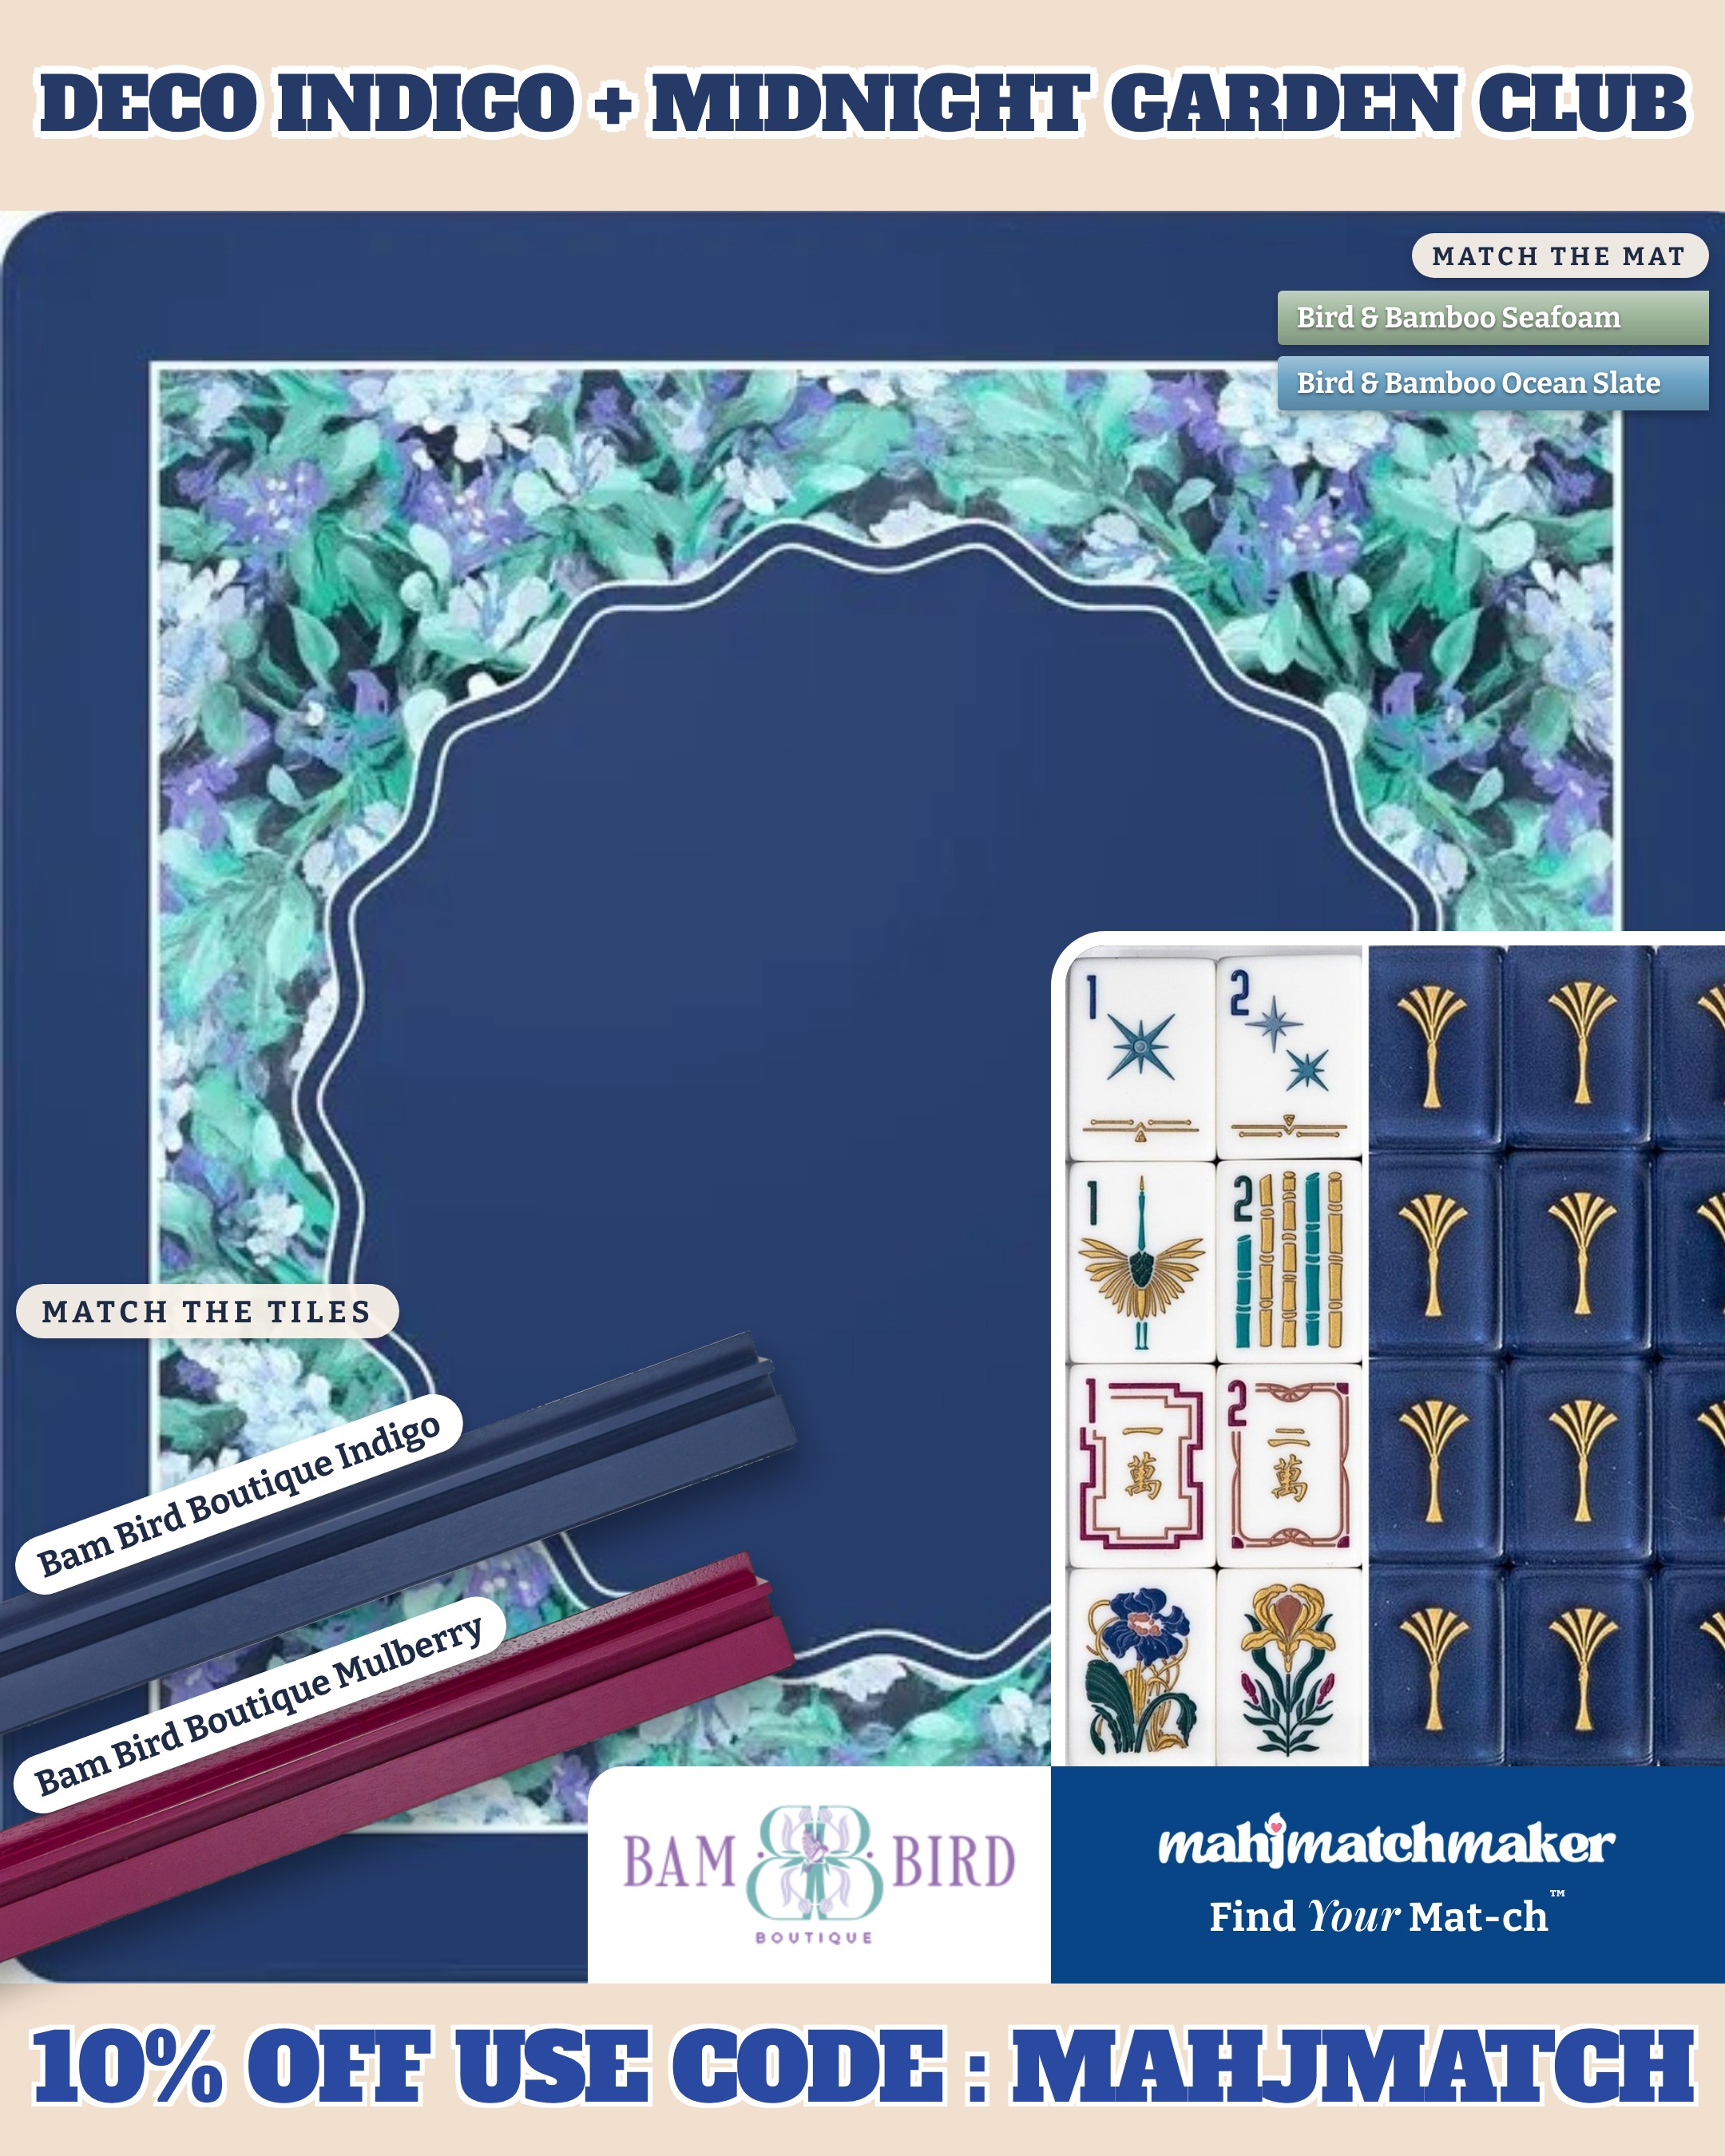 DECO INDIGO + MIDNIGHT GARDEN CLUB
MATCH THE MAT
Bird & Bamboo Seafoam
Bird & Bamboo Ocean Slate
1
2
1
2
1
一
萬
2
二
萬
MATCH THE TILES
Bam Bird Boutique Indigo
Bam Bird Boutique Mulberry
BAM BIRD
BOUTIQUE
mahjmatchmaker
Find Your Mat-ch™
10% OFF USE CODE : MAHJMATCH